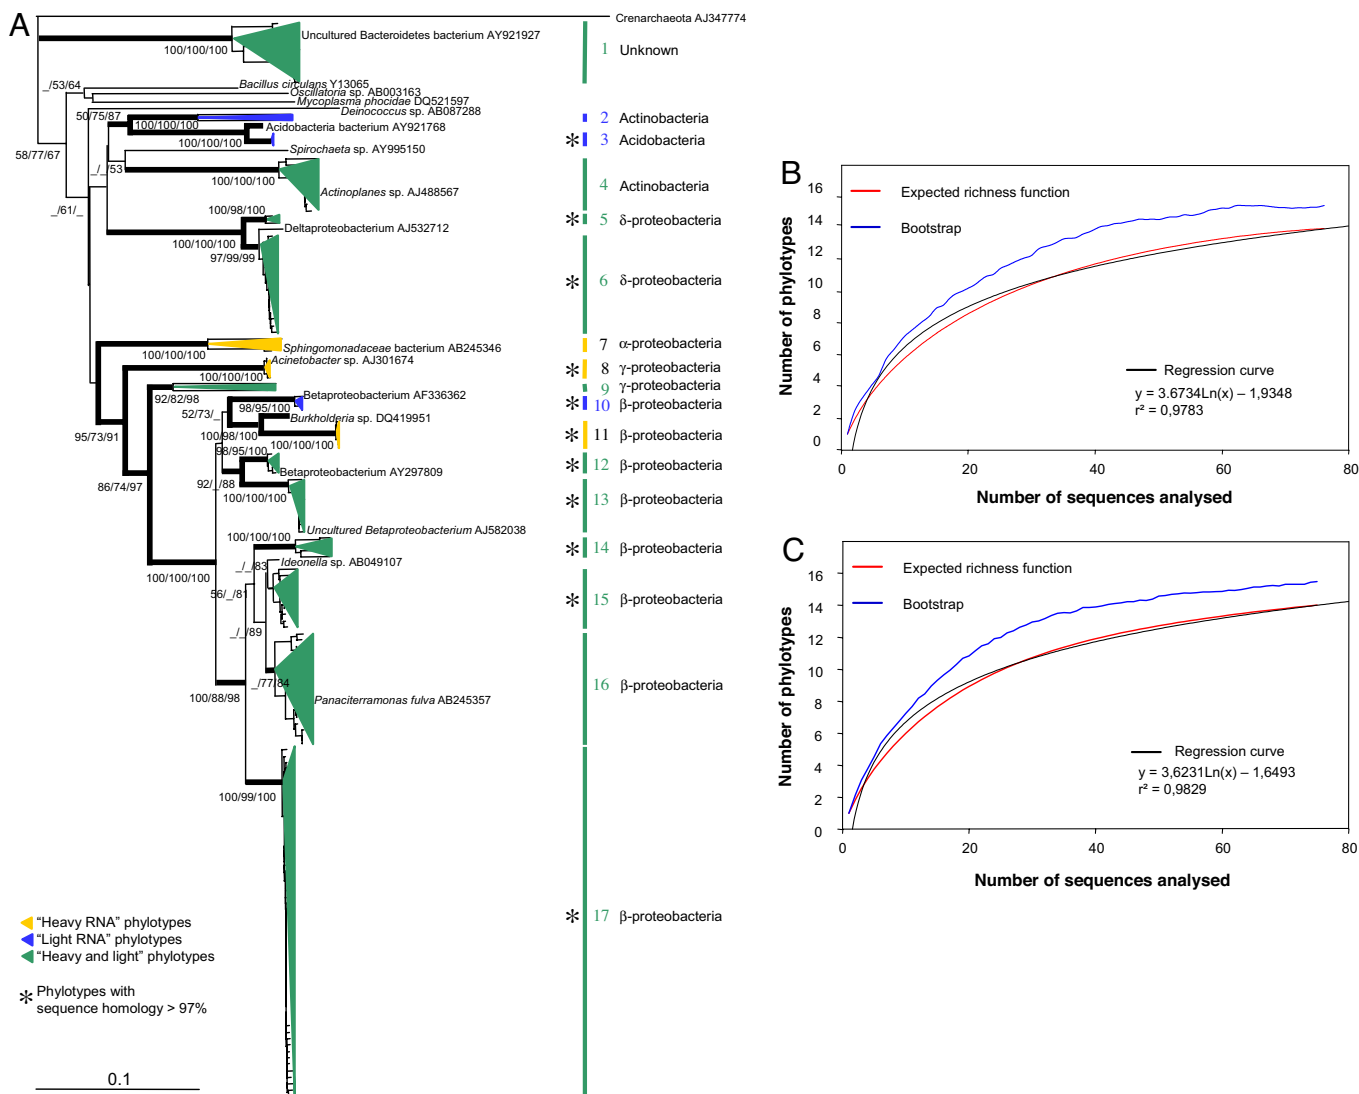 A
Crenarchaeota AJ347774
Uncultured Bacteroidetes bacterium AY921927
100/100/100
1 Unknown
_/53/64
Bacillus circulans Y13065
Oscillatoria sp. AB003163
Mycoplasma phocidae DQ521597
Deinococcus sp. AB087288
50/75/87
100/100/100
2 Actinobacteria
Acidobacteria bacterium AY921768
100/100/100
* 3 Acidobacteria
58/77/67
Spirochaeta sp. AY995150
_/_/53
100/100/100
4 Actinobacteria
Actinoplanes sp. AJ488567
_/61/_
100/98/100
* 5 δ-proteobacteria
Deltaproteobacterium AJ532712
100/100/100
97/99/99
* 6 δ-proteobacteria
7 α-proteobacteria
Sphingomonadaceae bacterium AB245346
100/100/100
Acinetobacter sp. AJ301674
* 8 γ-proteobacteria
100/100/100
9 γ-proteobacteria
92/82/98
Betaproteobacterium AF336362
98/95/100
* 10 β-proteobacteria
52/73/_
Burkholderia sp. DQ419951
95/73/91
100/98/100
100/100/100
* 11 β-proteobacteria
98/95/100
* 12 β-proteobacteria
Betaproteobacterium AY297809
86/74/97
92/_/88
100/100/100
* 13 β-proteobacteria
Uncultured Betaproteobacterium AJ582038
100/100/100
* 14 β-proteobacteria
Ideonella sp. AB049107
_/_/83
100/100/100
56/_/81
* 15 β-proteobacteria
_/_/89
_/77/84
16 β-proteobacteria
100/88/98
Panaciterramonas fulva AB245357
100/99/100
* 17 β-proteobacteria
"Heavy RNA" phylotypes
"Light RNA" phylotypes
"Heavy and light" phylotypes
* Phylotypes with
sequence homology > 97%
0.1
B
Number of phylotypes
16
14
12
10
8
6
4
2
0
Expected richness function
Bootstrap
Regression curve
y = 3.6734Ln(x) – 1,9348
r² = 0,9783
0 20 40 60 80
Number of sequences analysed
C
Number of phylotypes
16
14
12
10
8
6
4
2
0
Expected richness function
Bootstrap
Regression curve
y = 3,6231Ln(x) – 1,6493
r² = 0,9829
0 20 40 60 80
Number of sequences analysed